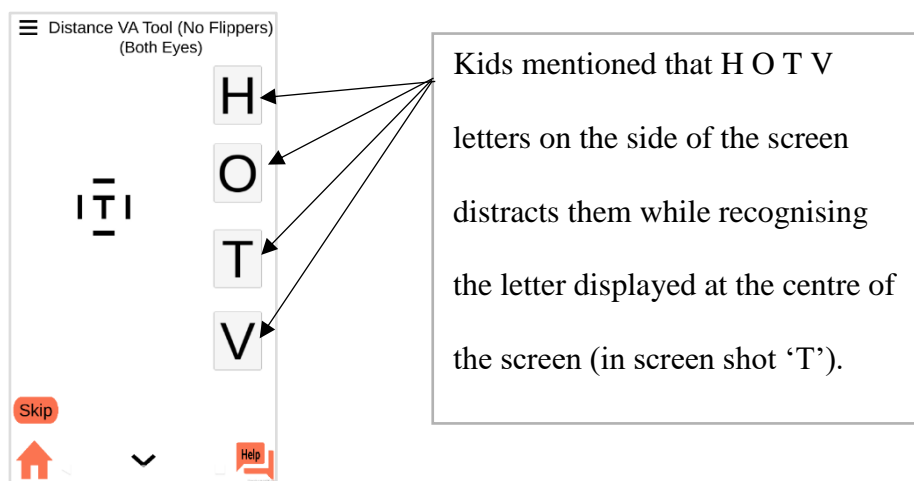 Distance VA Tool (No Flippers)
(Both Eyes)
H
O
T
T
V
Skip
Help
Kids mentioned that H O T V
letters on the side of the screen
distracts them while recognising
the letter displayed at the centre of
the screen (in screen shot ‘T’).